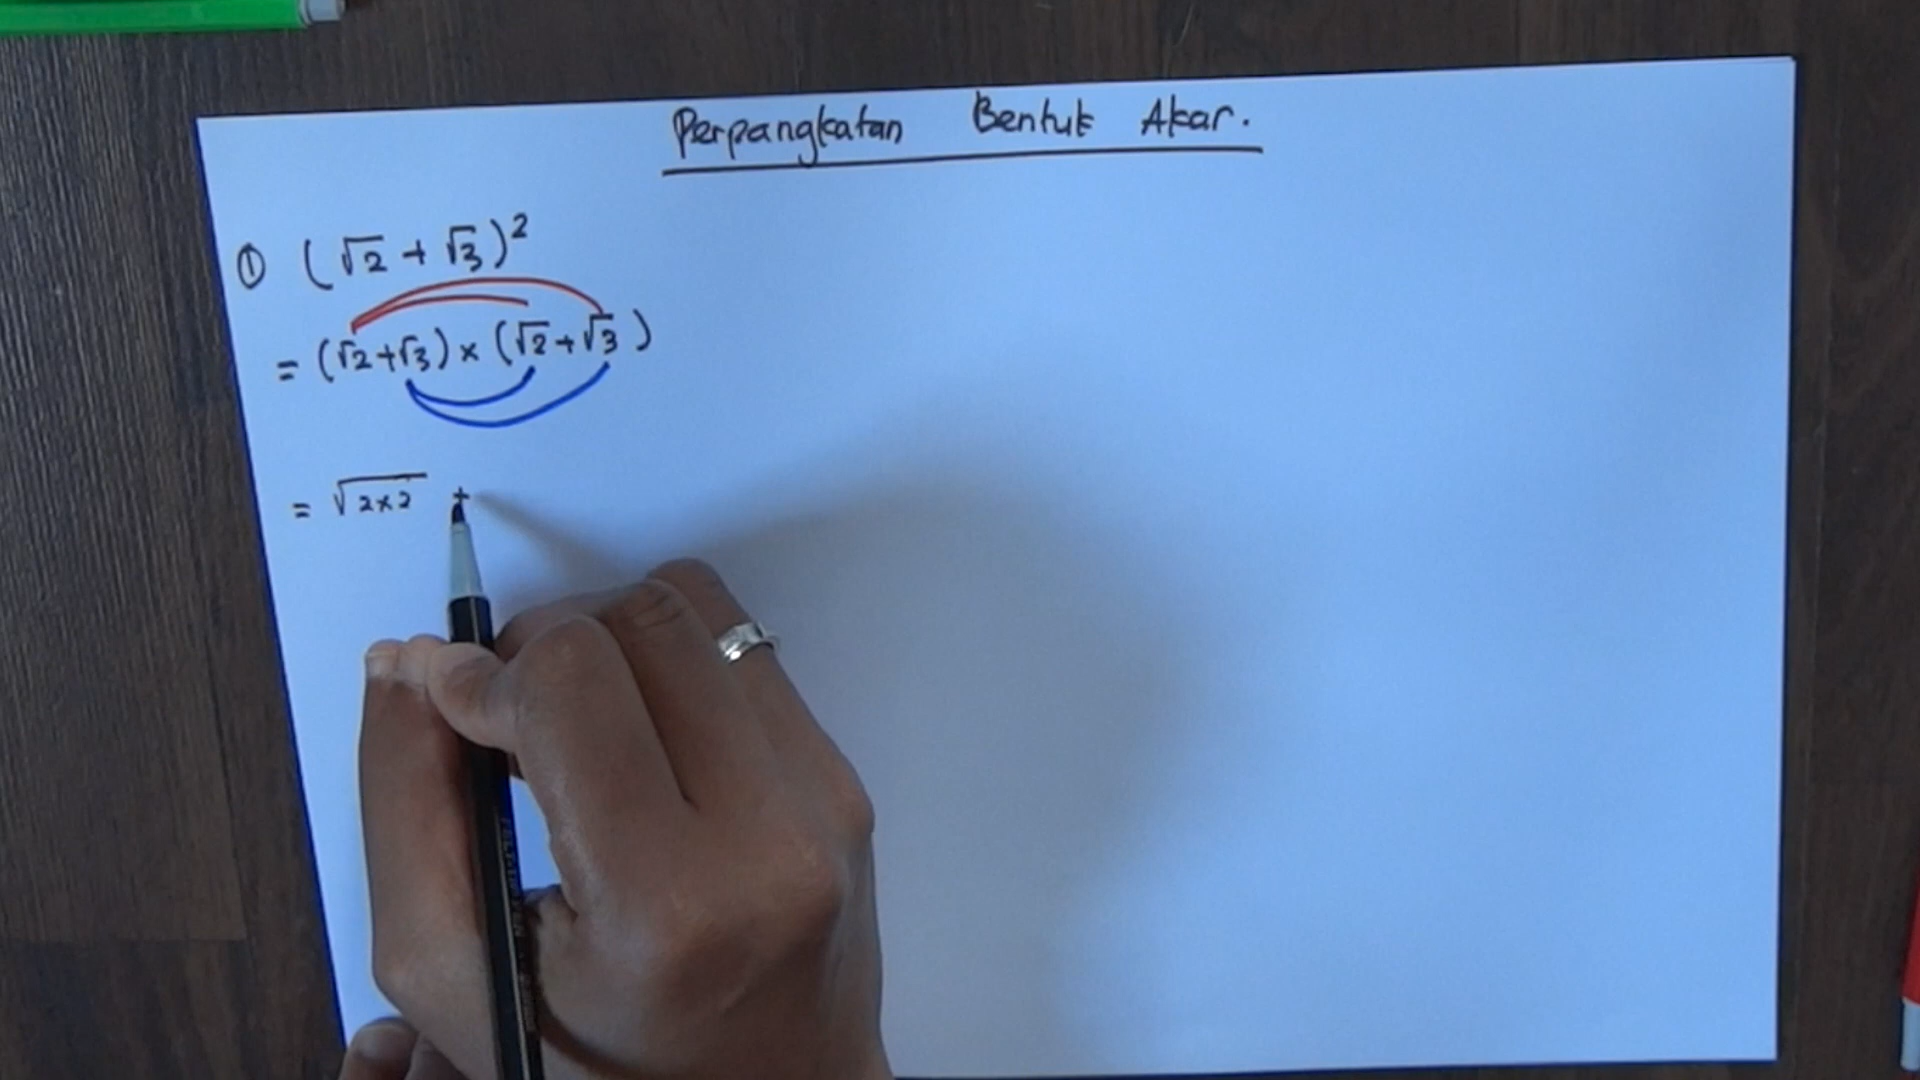 Perpangkatan Bentuk Akar.
① (√2 + √3)²
= (√2+√3) × (√2+√3)
= √2×2 +